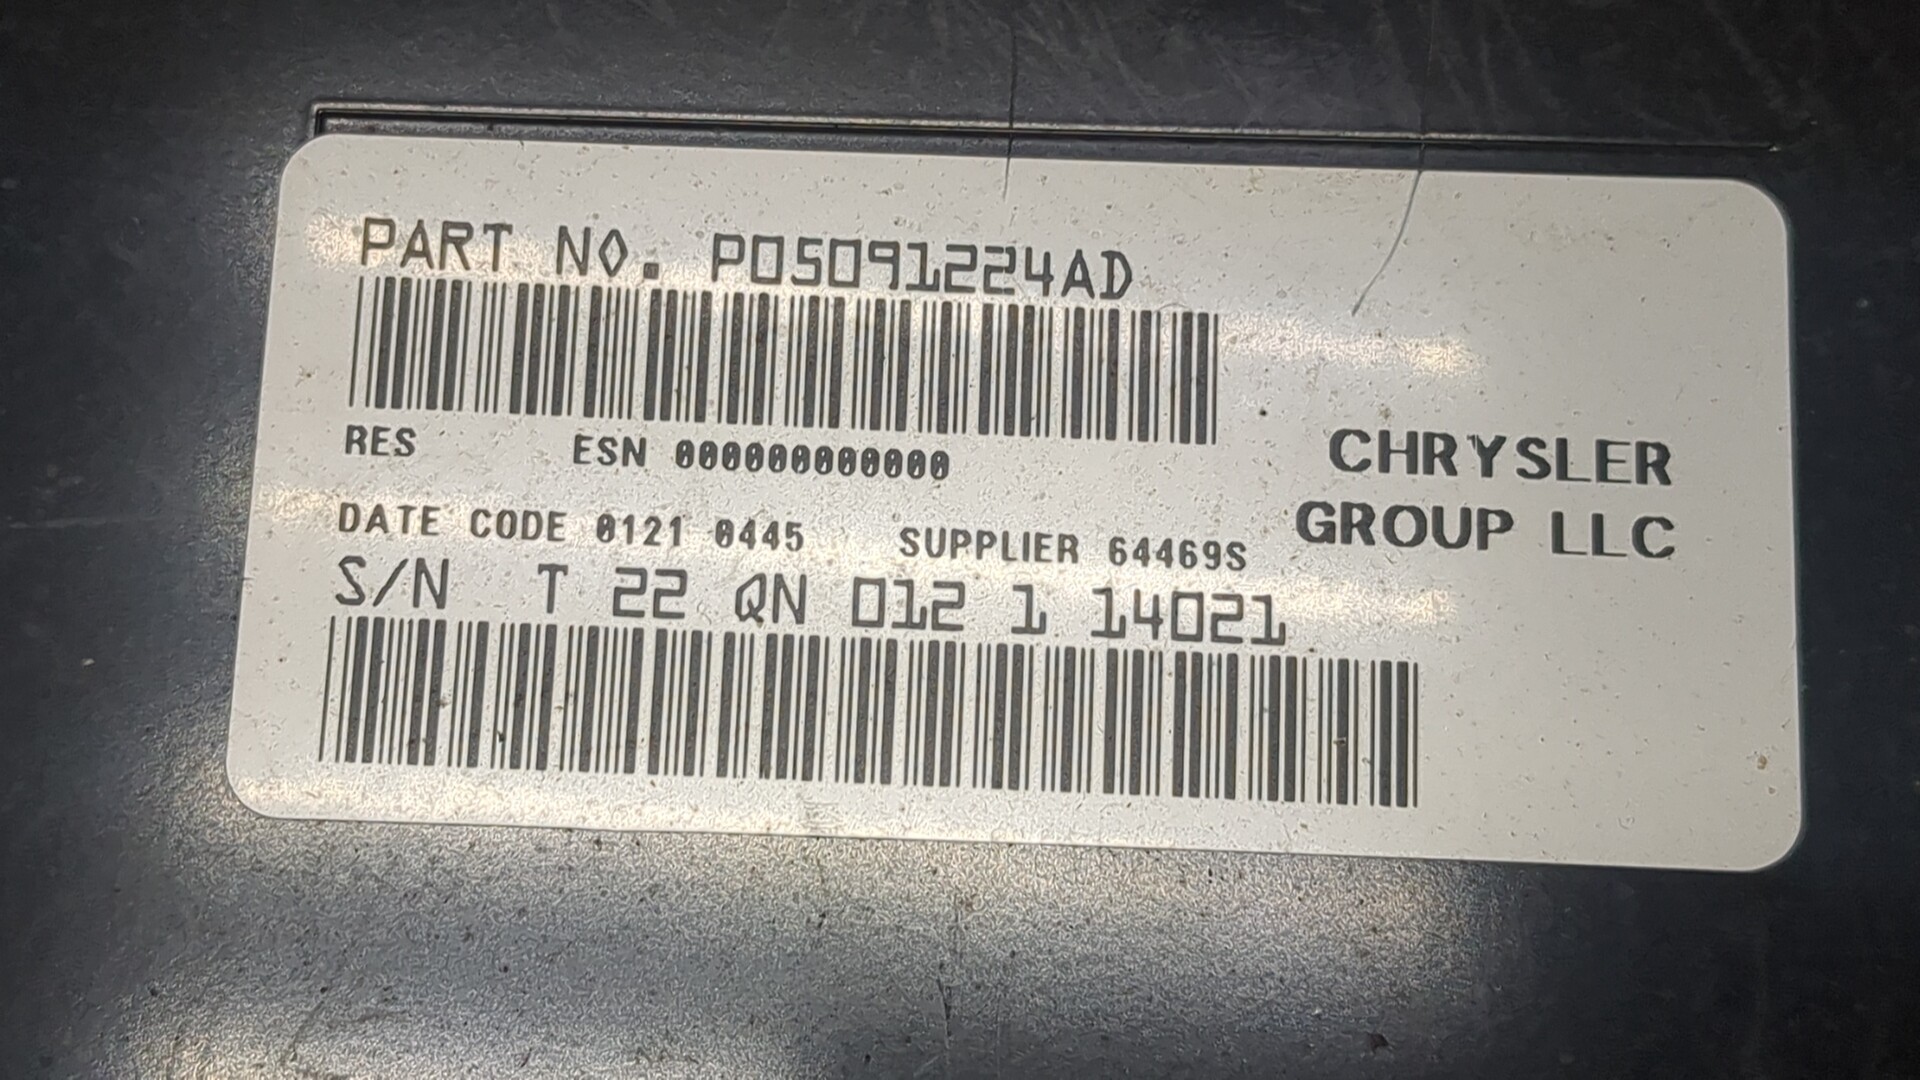 PART NO. P05091224AD
RES ESN 000000000000
CHRYSLER
GROUP LLC
DATE CODE 0121 0445 SUPPLIER 64469S
S/N T 22 QN 012 1 14021